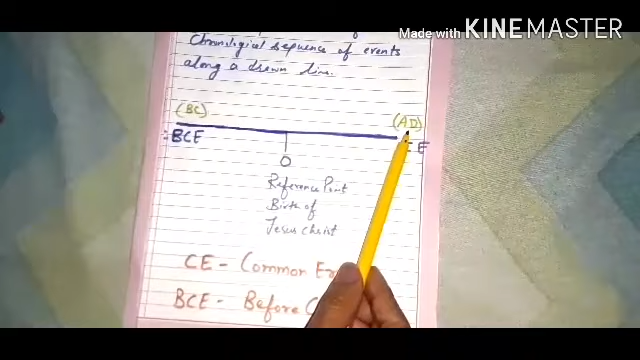 Made with KINEMASTER
Chronological sequence of events
along a drawn line.
(BC) (AD)
BCE CE
0
Reference Point
Birth of
Jesus Christ
CE - Common
BCE - Before